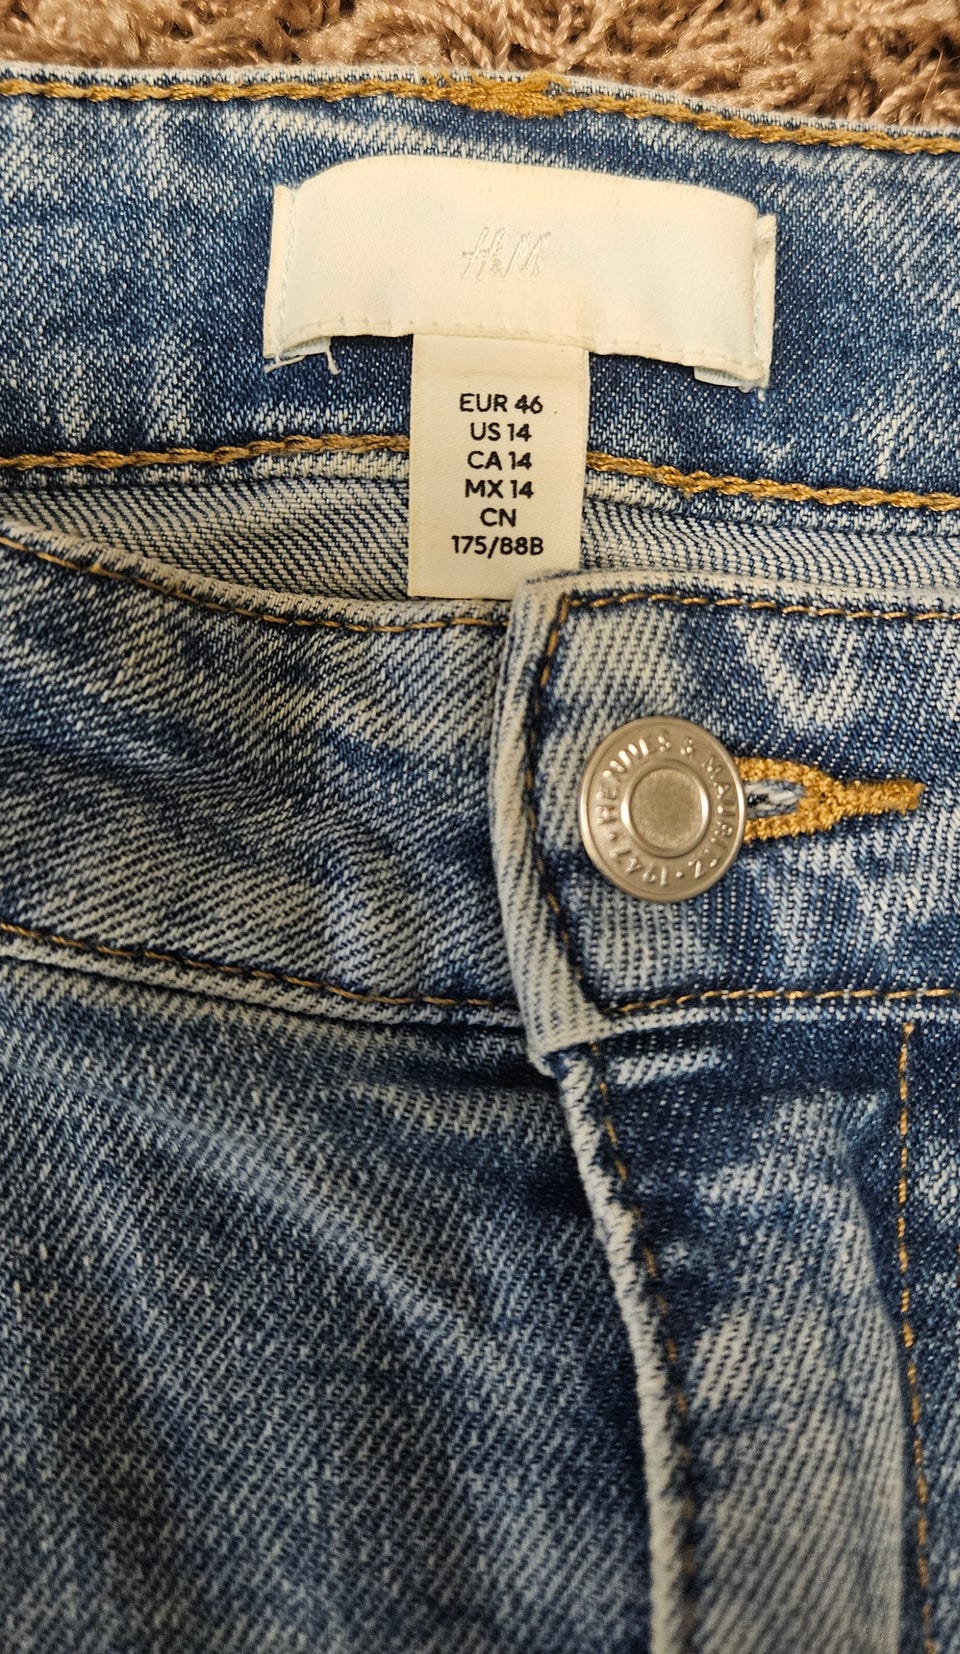 H&M
EUR 46
US 14
CA 14
MX 14
CN
175/88B
HENNES & MAURITZ · 1947 ·